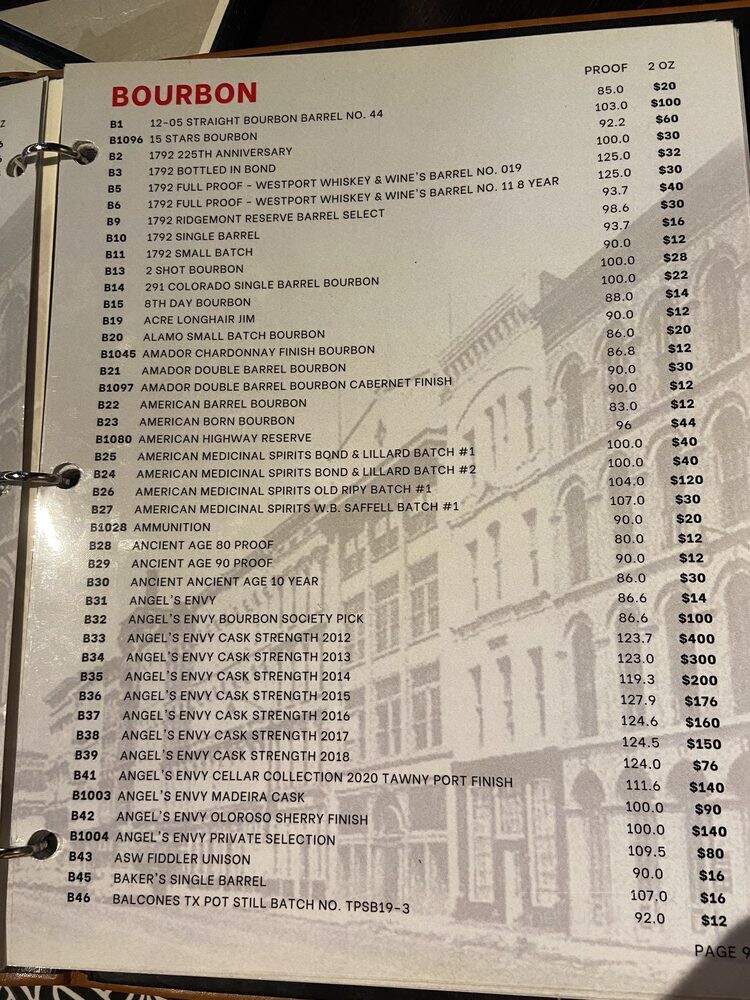 BOURBON PROOF 2 OZ
B1 12-05 STRAIGHT BOURBON BARREL NO. 44 85.0 $20
B1096 15 STARS BOURBON 103.0 $100
B2 1792 225TH ANNIVERSARY 92.2 $60
B3 1792 BOTTLED IN BOND 100.0 $30
B5 1792 FULL PROOF - WESTPORT WHISKEY & WINE'S BARREL NO. 019 125.0 $32
B6 1792 FULL PROOF - WESTPORT WHISKEY & WINE'S BARREL NO. 11 8 YEAR 125.0 $30
B9 1792 RIDGEMONT RESERVE BARREL SELECT 93.7 $40
B10 1792 SINGLE BARREL 98.6 $30
B11 1792 SMALL BATCH 93.7 $16
B13 2 SHOT BOURBON 90.0 $12
B14 291 COLORADO SINGLE BARREL BOURBON 100.0 $28
B15 8TH DAY BOURBON 100.0 $22
B19 ACRE LONGHAIR JIM 88.0 $14
B20 ALAMO SMALL BATCH BOURBON 90.0 $12
B1045 AMADOR CHARDONNAY FINISH BOURBON 86.0 $20
B21 AMADOR DOUBLE BARREL BOURBON 86.8 $12
B1097 AMADOR DOUBLE BARREL BOURBON CABERNET FINISH 90.0 $30
B22 AMERICAN BARREL BOURBON 90.0 $12
B23 AMERICAN BORN BOURBON 83.0 $12
B1080 AMERICAN HIGHWAY RESERVE 96 $44
B25 AMERICAN MEDICINAL SPIRITS BOND & LILLARD BATCH #1 100.0 $40
B24 AMERICAN MEDICINAL SPIRITS BOND & LILLARD BATCH #2 100.0 $40
B26 AMERICAN MEDICINAL SPIRITS OLD RIPY BATCH #1 104.0 $120
B27 AMERICAN MEDICINAL SPIRITS W.B. SAFFELL BATCH #1 107.0 $30
B1028 AMMUNITION 90.0 $20
B28 ANCIENT AGE 80 PROOF 80.0 $12
B29 ANCIENT AGE 90 PROOF 90.0 $12
B30 ANCIENT ANCIENT AGE 10 YEAR 86.0 $30
B31 ANGEL'S ENVY 86.6 $14
B32 ANGEL'S ENVY BOURBON SOCIETY PICK 86.6 $100
B33 ANGEL'S ENVY CASK STRENGTH 2012 123.7 $400
B34 ANGEL'S ENVY CASK STRENGTH 2013 123.0 $300
B35 ANGEL'S ENVY CASK STRENGTH 2014 119.3 $200
B36 ANGEL'S ENVY CASK STRENGTH 2015 127.9 $176
B37 ANGEL'S ENVY CASK STRENGTH 2016 124.6 $160
B38 ANGEL'S ENVY CASK STRENGTH 2017 124.5 $150
B39 ANGEL'S ENVY CASK STRENGTH 2018 124.0 $76
B41 ANGEL'S ENVY CELLAR COLLECTION 2020 TAWNY PORT FINISH 111.6 $140
B1003 ANGEL'S ENVY MADEIRA CASK 100.0 $90
B42 ANGEL'S ENVY OLOROSO SHERRY FINISH 100.0 $140
B1004 ANGEL'S ENVY PRIVATE SELECTION 109.5 $80
B43 ASW FIDDLER UNISON 90.0 $16
B45 BAKER'S SINGLE BARREL 107.0 $16
B46 BALCONES TX POT STILL BATCH NO. TPSB19-3 92.0 $12
PAGE 9